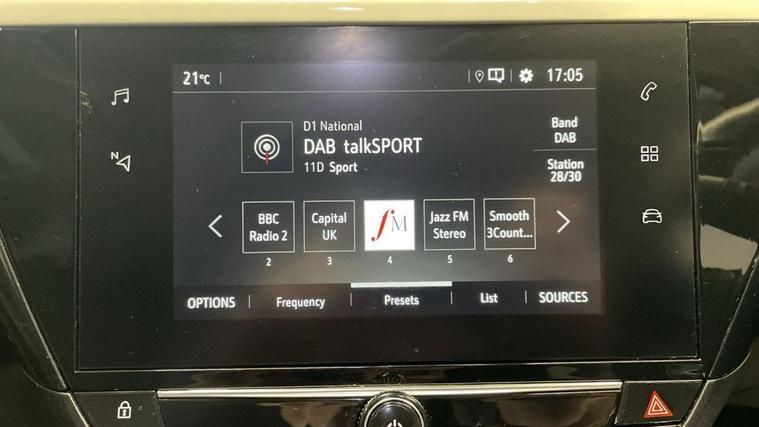 21°C
17:05
N
D1 National
DAB talkSPORT
11D Sport
Band
DAB
Station
28/30
BBC
Radio 2
Capital
UK
fM
Jazz FM
Stereo
Smooth
3Count...
2
3
4
5
6
OPTIONS
Frequency
Presets
List
SOURCES